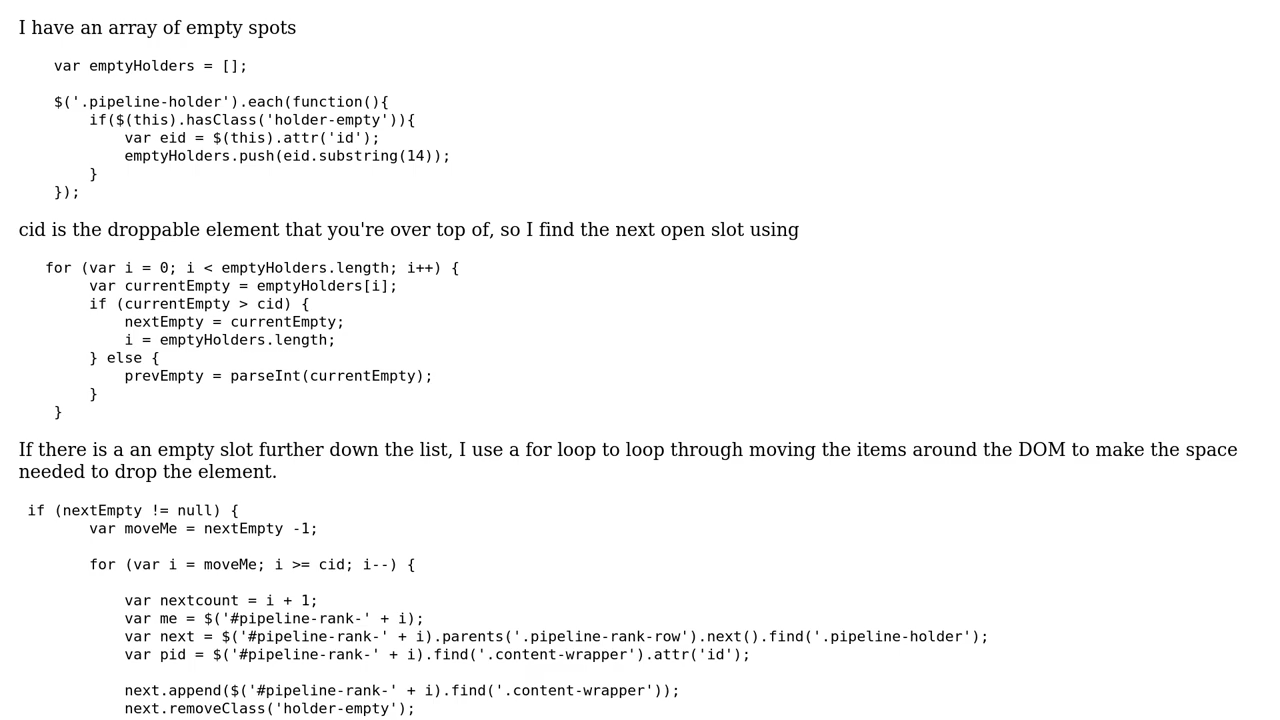 I have an array of empty spots
var emptyHolders = [];
$('.pipeline-holder').each(function(){
if($(this).hasClass('holder-empty')){
var eid = $(this).attr('id');
emptyHolders.push(eid.substring(14));
}
});
cid is the droppable element that you're over top of, so I find the next open slot using
for (var i = 0; i < emptyHolders.length; i++) {
var currentEmpty = emptyHolders[i];
if (currentEmpty > cid) {
nextEmpty = currentEmpty;
i = emptyHolders.length;
} else {
prevEmpty = parseInt(currentEmpty);
}
}
If there is a an empty slot further down the list, I use a for loop to loop through moving the items around the DOM to make the space
needed to drop the element.
if (nextEmpty != null) {
var moveMe = nextEmpty -1;
for (var i = moveMe; i >= cid; i--) {
var nextcount = i + 1;
var me = $('#pipeline-rank-' + i);
var next = $('#pipeline-rank-' + i).parents('.pipeline-rank-row').next().find('.pipeline-holder');
var pid = $('#pipeline-rank-' + i).find('.content-wrapper').attr('id');
next.append($('#pipeline-rank-' + i).find('.content-wrapper'));
next.removeClass('holder-empty');